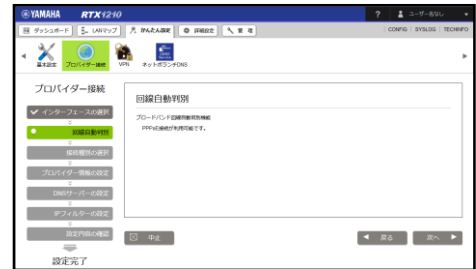 YAMAHA RTX1210
? ユーザー名なし
ダッシュボード LANマップ かんたん設定 詳細設定 管理 CONFIG SYSLOG TECHINFO
基本設定 プロバイダー接続 VPN ネットボランチDNS
プロバイダー接続
インターフェースの選択
回線自動判別
接続種別の選択
プロバイダー情報の設定
DNSサーバーの設定
IPフィルターの設定
設定内容の確認
設定完了
回線自動判別
ブロードバンド回線自動判別機能
PPPoE接続が利用可能です。
中止 戻る 次へ